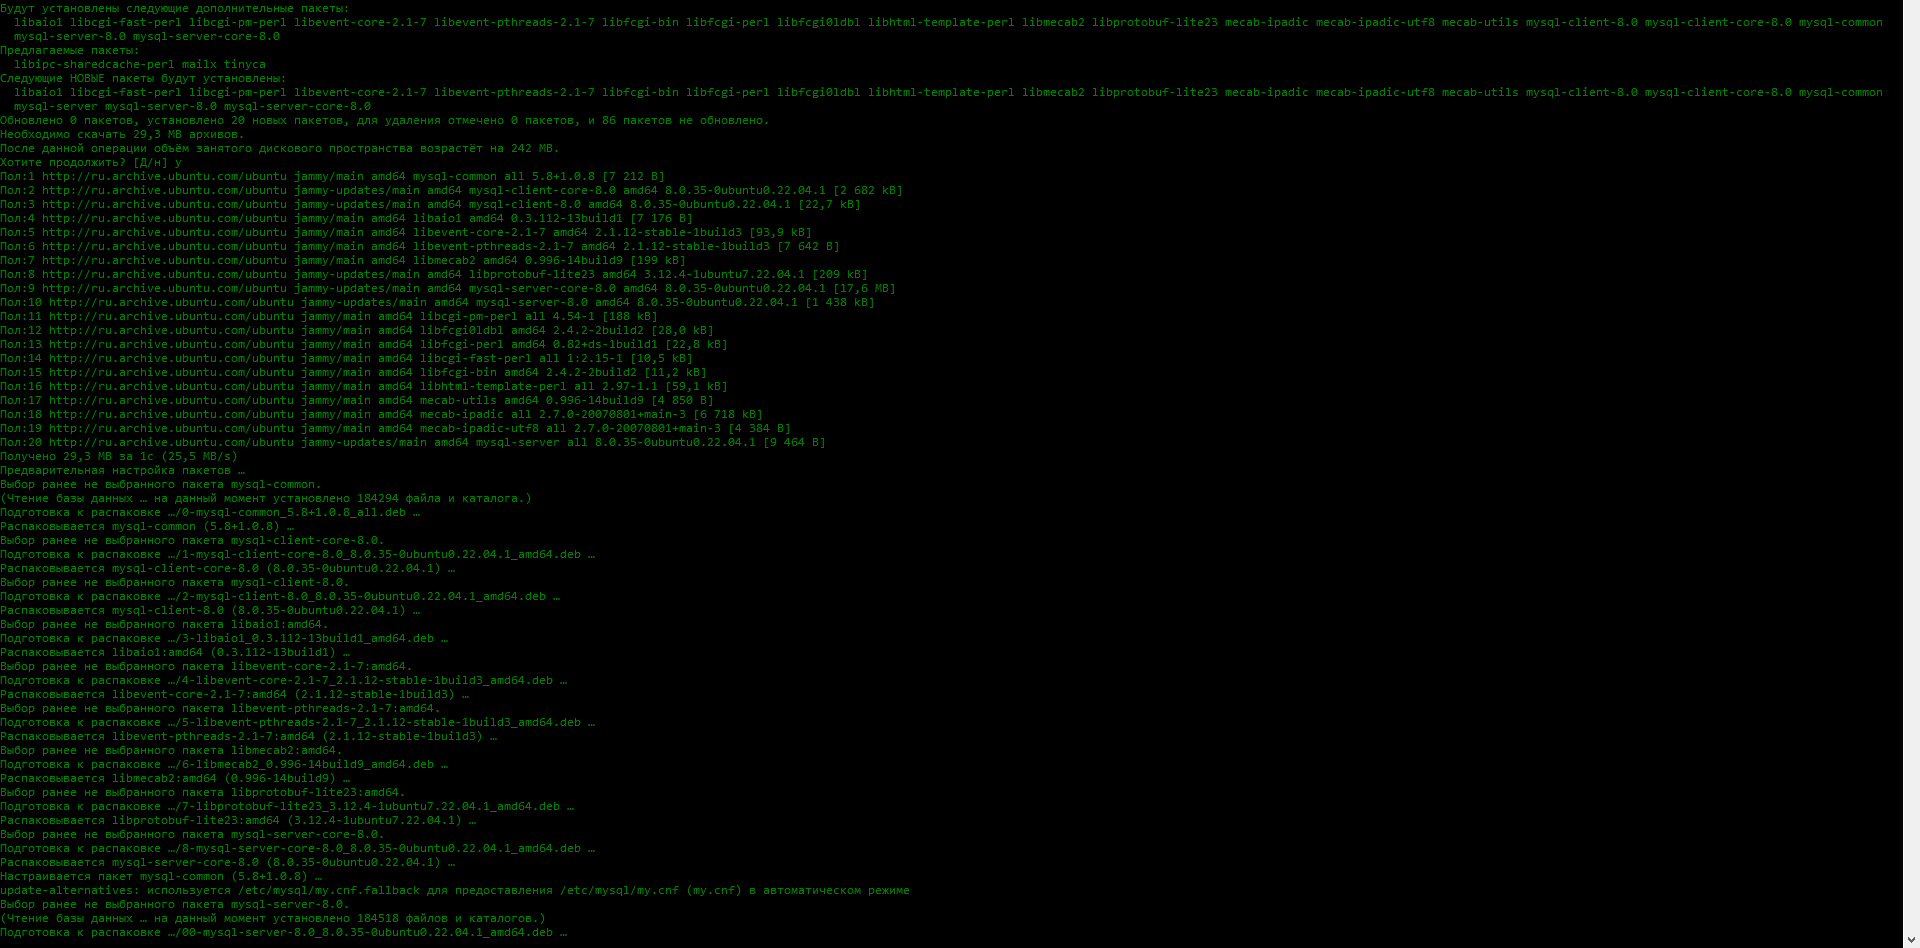 Будут установлены следующие дополнительные пакеты:
libaio1 libcgi-fast-perl libcgi-pm-perl libevent-core-2.1-7 libevent-pthreads-2.1-7 libfcgi-bin libfcgi-perl libfcgi0ldbl libhtml-template-perl libmecab2 libprotobuf-lite23 mecab-ipadic mecab-ipadic-utf8 mecab-utils mysql-client-8.0 mysql-client-core-8.0 mysql-common
mysql-server-8.0 mysql-server-core-8.0
Предлагаемые пакеты:
libipc-sharedcache-perl mailx tinyca
Следующие НОВЫЕ пакеты будут установлены:
libaio1 libcgi-fast-perl libcgi-pm-perl libevent-core-2.1-7 libevent-pthreads-2.1-7 libfcgi-bin libfcgi-perl libfcgi0ldbl libhtml-template-perl libmecab2 libprotobuf-lite23 mecab-ipadic mecab-ipadic-utf8 mecab-utils mysql-client-8.0 mysql-client-core-8.0 mysql-common
mysql-server mysql-server-8.0 mysql-server-core-8.0
Обновлено 0 пакетов, установлено 20 новых пакетов, для удаления отмечено 0 пакетов, и 86 пакетов не обновлено.
Необходимо скачать 29,3 MB архивов.
После данной операции объём занятого дискового пространства возрастёт на 242 MB.
Хотите продолжить? [Д/н] y
Пол:1 http://ru.archive.ubuntu.com/ubuntu jammy/main amd64 mysql-common all 5.8+1.0.8 [7 212 B]
Пол:2 http://ru.archive.ubuntu.com/ubuntu jammy-updates/main amd64 mysql-client-core-8.0 amd64 8.0.35-0ubuntu0.22.04.1 [2 682 kB]
Пол:3 http://ru.archive.ubuntu.com/ubuntu jammy-updates/main amd64 mysql-client-8.0 amd64 8.0.35-0ubuntu0.22.04.1 [22,7 kB]
Пол:4 http://ru.archive.ubuntu.com/ubuntu jammy/main amd64 libaio1 amd64 0.3.112-13build1 [7 176 B]
Пол:5 http://ru.archive.ubuntu.com/ubuntu jammy/main amd64 libevent-core-2.1-7 amd64 2.1.12-stable-1build3 [93,9 kB]
Пол:6 http://ru.archive.ubuntu.com/ubuntu jammy/main amd64 libevent-pthreads-2.1-7 amd64 2.1.12-stable-1build3 [7 642 B]
Пол:7 http://ru.archive.ubuntu.com/ubuntu jammy/main amd64 libmecab2 amd64 0.996-14build9 [199 kB]
Пол:8 http://ru.archive.ubuntu.com/ubuntu jammy-updates/main amd64 libprotobuf-lite23 amd64 3.12.4-1ubuntu7.22.04.1 [209 kB]
Пол:9 http://ru.archive.ubuntu.com/ubuntu jammy-updates/main amd64 mysql-server-core-8.0 amd64 8.0.35-0ubuntu0.22.04.1 [17,6 MB]
Пол:10 http://ru.archive.ubuntu.com/ubuntu jammy-updates/main amd64 mysql-server-8.0 amd64 8.0.35-0ubuntu0.22.04.1 [1 438 kB]
Пол:11 http://ru.archive.ubuntu.com/ubuntu jammy/main amd64 libcgi-pm-perl all 4.54-1 [188 kB]
Пол:12 http://ru.archive.ubuntu.com/ubuntu jammy/main amd64 libfcgi0ldbl amd64 2.4.2-2build2 [28,0 kB]
Пол:13 http://ru.archive.ubuntu.com/ubuntu jammy/main amd64 libfcgi-perl amd64 0.82+ds-1build1 [22,8 kB]
Пол:14 http://ru.archive.ubuntu.com/ubuntu jammy/main amd64 libcgi-fast-perl all 1:2.15-1 [10,5 kB]
Пол:15 http://ru.archive.ubuntu.com/ubuntu jammy/main amd64 libfcgi-bin amd64 2.4.2-2build2 [11,2 kB]
Пол:16 http://ru.archive.ubuntu.com/ubuntu jammy/main amd64 libhtml-template-perl all 2.97-1.1 [59,1 kB]
Пол:17 http://ru.archive.ubuntu.com/ubuntu jammy/main amd64 mecab-utils amd64 0.996-14build9 [4 850 B]
Пол:18 http://ru.archive.ubuntu.com/ubuntu jammy/main amd64 mecab-ipadic all 2.7.0-20070801+main-3 [6 718 kB]
Пол:19 http://ru.archive.ubuntu.com/ubuntu jammy/main amd64 mecab-ipadic-utf8 all 2.7.0-20070801+main-3 [4 384 B]
Пол:20 http://ru.archive.ubuntu.com/ubuntu jammy-updates/main amd64 mysql-server all 8.0.35-0ubuntu0.22.04.1 [9 464 B]
Получено 29,3 MB за 1с (25,5 MB/s)
Предварительная настройка пакетов …
Выбор ранее не выбранного пакета mysql-common.
(Чтение базы данных … на данный момент установлено 184294 файла и каталога.)
Подготовка к распаковке …/0-mysql-common_5.8+1.0.8_all.deb …
Распаковывается mysql-common (5.8+1.0.8) …
Выбор ранее не выбранного пакета mysql-client-core-8.0.
Подготовка к распаковке …/1-mysql-client-core-8.0_8.0.35-0ubuntu0.22.04.1_amd64.deb …
Распаковывается mysql-client-core-8.0 (8.0.35-0ubuntu0.22.04.1) …
Выбор ранее не выбранного пакета mysql-client-8.0.
Подготовка к распаковке …/2-mysql-client-8.0_8.0.35-0ubuntu0.22.04.1_amd64.deb …
Распаковывается mysql-client-8.0 (8.0.35-0ubuntu0.22.04.1) …
Выбор ранее не выбранного пакета libaio1:amd64.
Подготовка к распаковке …/3-libaio1_0.3.112-13build1_amd64.deb …
Распаковывается libaio1:amd64 (0.3.112-13build1) …
Выбор ранее не выбранного пакета libevent-core-2.1-7:amd64.
Подготовка к распаковке …/4-libevent-core-2.1-7_2.1.12-stable-1build3_amd64.deb …
Распаковывается libevent-core-2.1-7:amd64 (2.1.12-stable-1build3) …
Выбор ранее не выбранного пакета libevent-pthreads-2.1-7:amd64.
Подготовка к распаковке …/5-libevent-pthreads-2.1-7_2.1.12-stable-1build3_amd64.deb …
Распаковывается libevent-pthreads-2.1-7:amd64 (2.1.12-stable-1build3) …
Выбор ранее не выбранного пакета libmecab2:amd64.
Подготовка к распаковке …/6-libmecab2_0.996-14build9_amd64.deb …
Распаковывается libmecab2:amd64 (0.996-14build9) …
Выбор ранее не выбранного пакета libprotobuf-lite23:amd64.
Подготовка к распаковке …/7-libprotobuf-lite23_3.12.4-1ubuntu7.22.04.1_amd64.deb …
Распаковывается libprotobuf-lite23:amd64 (3.12.4-1ubuntu7.22.04.1) …
Выбор ранее не выбранного пакета mysql-server-core-8.0.
Подготовка к распаковке …/8-mysql-server-core-8.0_8.0.35-0ubuntu0.22.04.1_amd64.deb …
Распаковывается mysql-server-core-8.0 (8.0.35-0ubuntu0.22.04.1) …
Настраивается пакет mysql-common (5.8+1.0.8) …
update-alternatives: используется /etc/mysql/my.cnf.fallback для предоставления /etc/mysql/my.cnf (my.cnf) в автоматическом режиме
Выбор ранее не выбранного пакета mysql-server-8.0.
(Чтение базы данных … на данный момент установлено 184518 файлов и каталогов.)
Подготовка к распаковке …/00-mysql-server-8.0_8.0.35-0ubuntu0.22.04.1_amd64.deb …